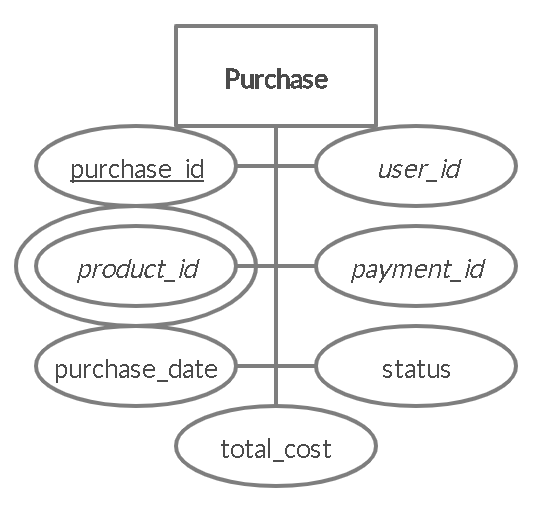 Purchase
purchase_id
user_id
product_id
payment_id
purchase_date
status
total_cost